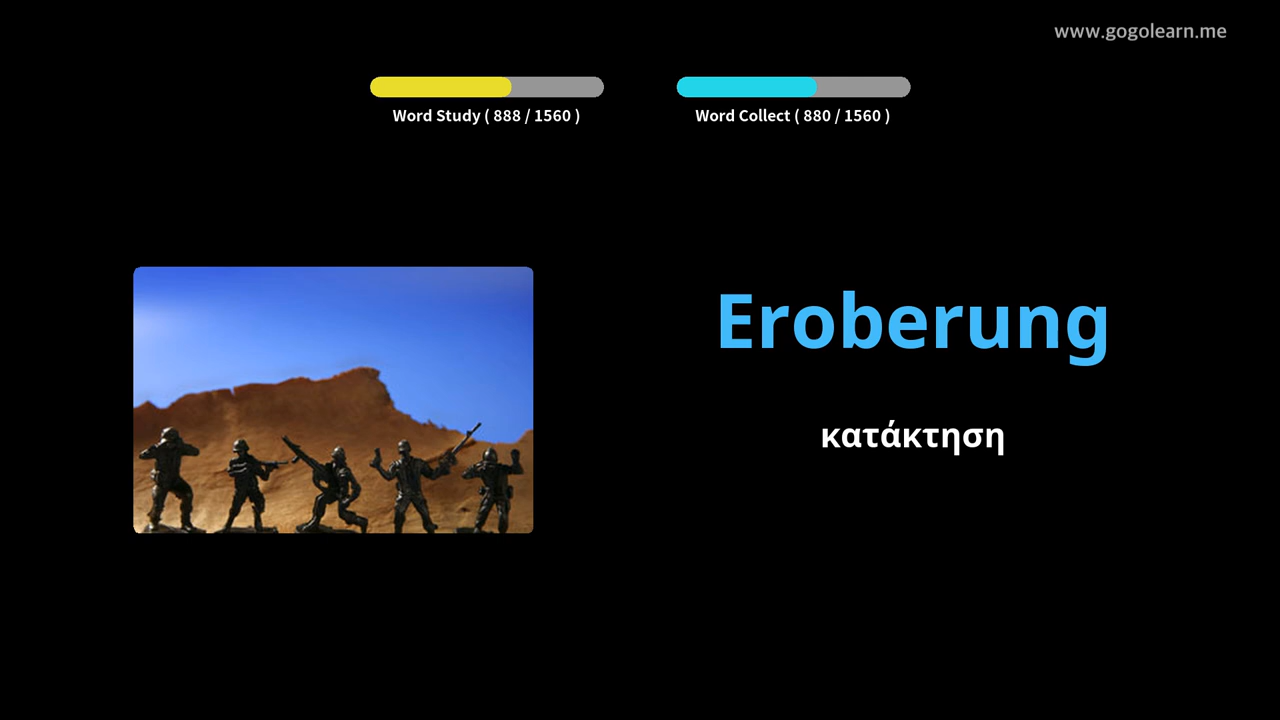 www.gogolearn.me
Word Study ( 888 / 1560 )
Word Collect ( 880 / 1560 )
Eroberung
κατάκτηση